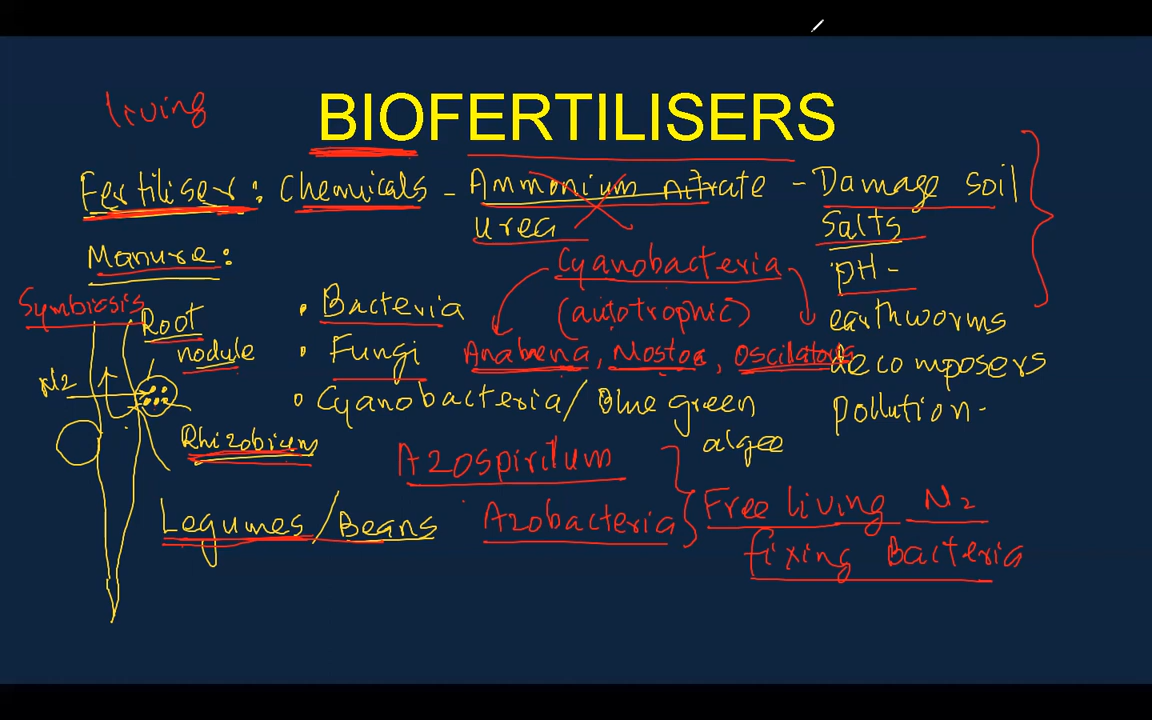 living
BIOFERTILISERS
Fertiliser: Chemicals - Ammonium nitrate - Damage soil
urea
Salts
Manure:
Cyanobacteria
pH -
Symbiosis
Root
nodule
• Bacteria
(autotrophic)
earthworms
• Fungi
Anabaena, Nostoc, Oscilatoria
decomposers
N2
• Cyanobacteria/ Blue green
algee
pollution-
Rhizobium
Azospirilum
Legumes/Beans
Azobacteria
Free living N2
fixing Bacteria